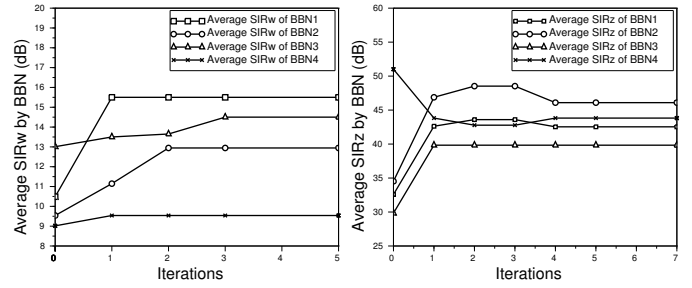 Average SIRw by BBN (dB)
20
19
18
17
16
15
14
13
12
11
10
9
8
Average SIRw of BBN1
Average SIRw of BBN2
Average SIRw of BBN3
Average SIRw of BBN4
0 1 2 3 4 5
Iterations
Average SIRz by BBN (dB)
60
55
50
45
40
35
30
25
Average SIRz of BBN1
Average SIRz of BBN2
Average SIRz of BBN3
Average SIRz of BBN4
0 1 2 3 4 5 6 7
Iterations